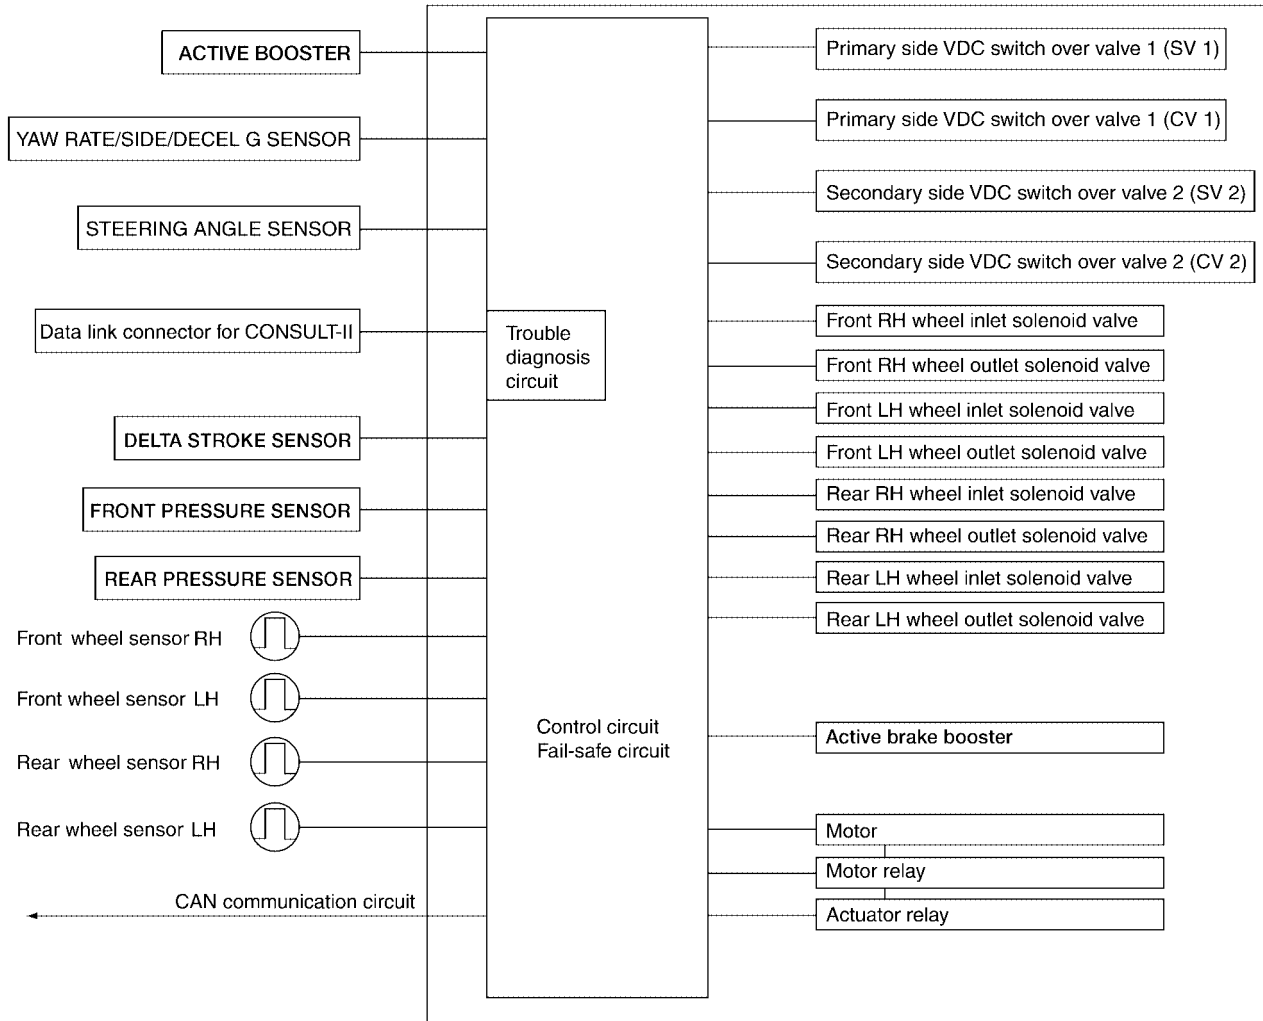 ACTIVE BOOSTER
YAW RATE/SIDE/DECEL G SENSOR
STEERING ANGLE SENSOR
Data link connector for CONSULT-II
DELTA STROKE SENSOR
FRONT PRESSURE SENSOR
REAR PRESSURE SENSOR
Front wheel sensor RH
Front wheel sensor LH
Rear wheel sensor RH
Rear wheel sensor LH
CAN communication circuit
Trouble
diagnosis
circuit
Control circuit
Fail-safe circuit
Primary side VDC switch over valve 1 (SV 1)
Primary side VDC switch over valve 1 (CV 1)
Secondary side VDC switch over valve 2 (SV 2)
Secondary side VDC switch over valve 2 (CV 2)
Front RH wheel inlet solenoid valve
Front RH wheel outlet solenoid valve
Front LH wheel inlet solenoid valve
Front LH wheel outlet solenoid valve
Rear RH wheel inlet solenoid valve
Rear RH wheel outlet solenoid valve
Rear LH wheel inlet solenoid valve
Rear LH wheel outlet solenoid valve
Active brake booster
Motor
Motor relay
Actuator relay